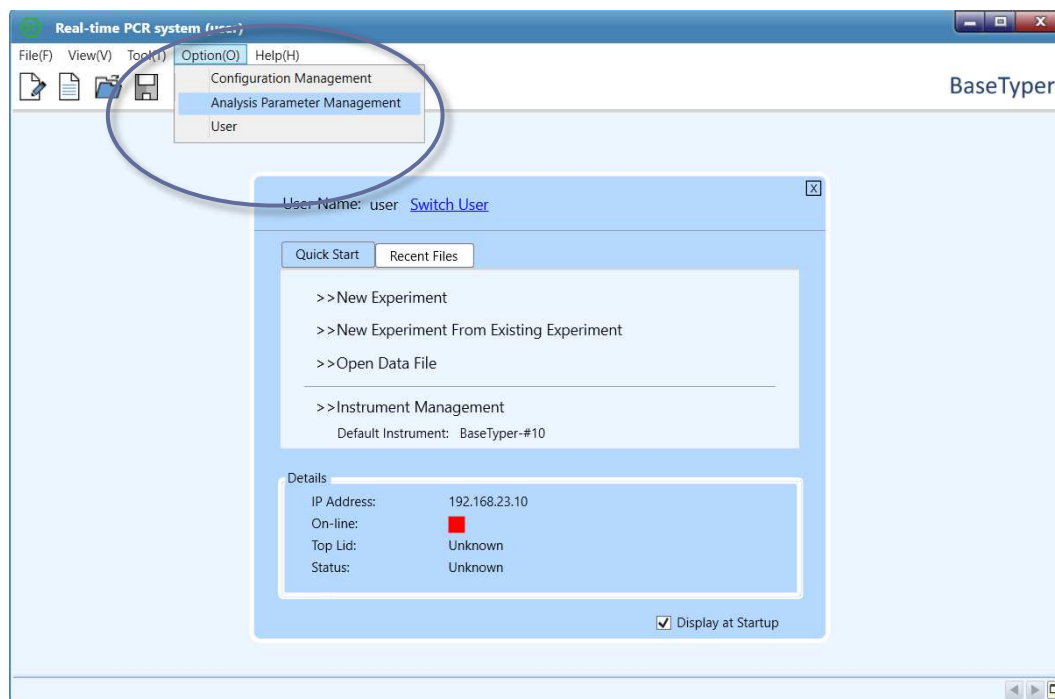 Real-time PCR system (user)
File(F) View(V) Tool(T) Option(O) Help(H)
Configuration Management
Analysis Parameter Management
User
BaseTyper
X
User Name: user Switch User
Quick Start Recent Files
>>New Experiment
>>New Experiment From Existing Experiment
>>Open Data File
>>Instrument Management
Default Instrument: BaseTyper-#10
Details
IP Address: 192.168.23.10
On-line:
Top Lid: Unknown
Status: Unknown
Display at Startup